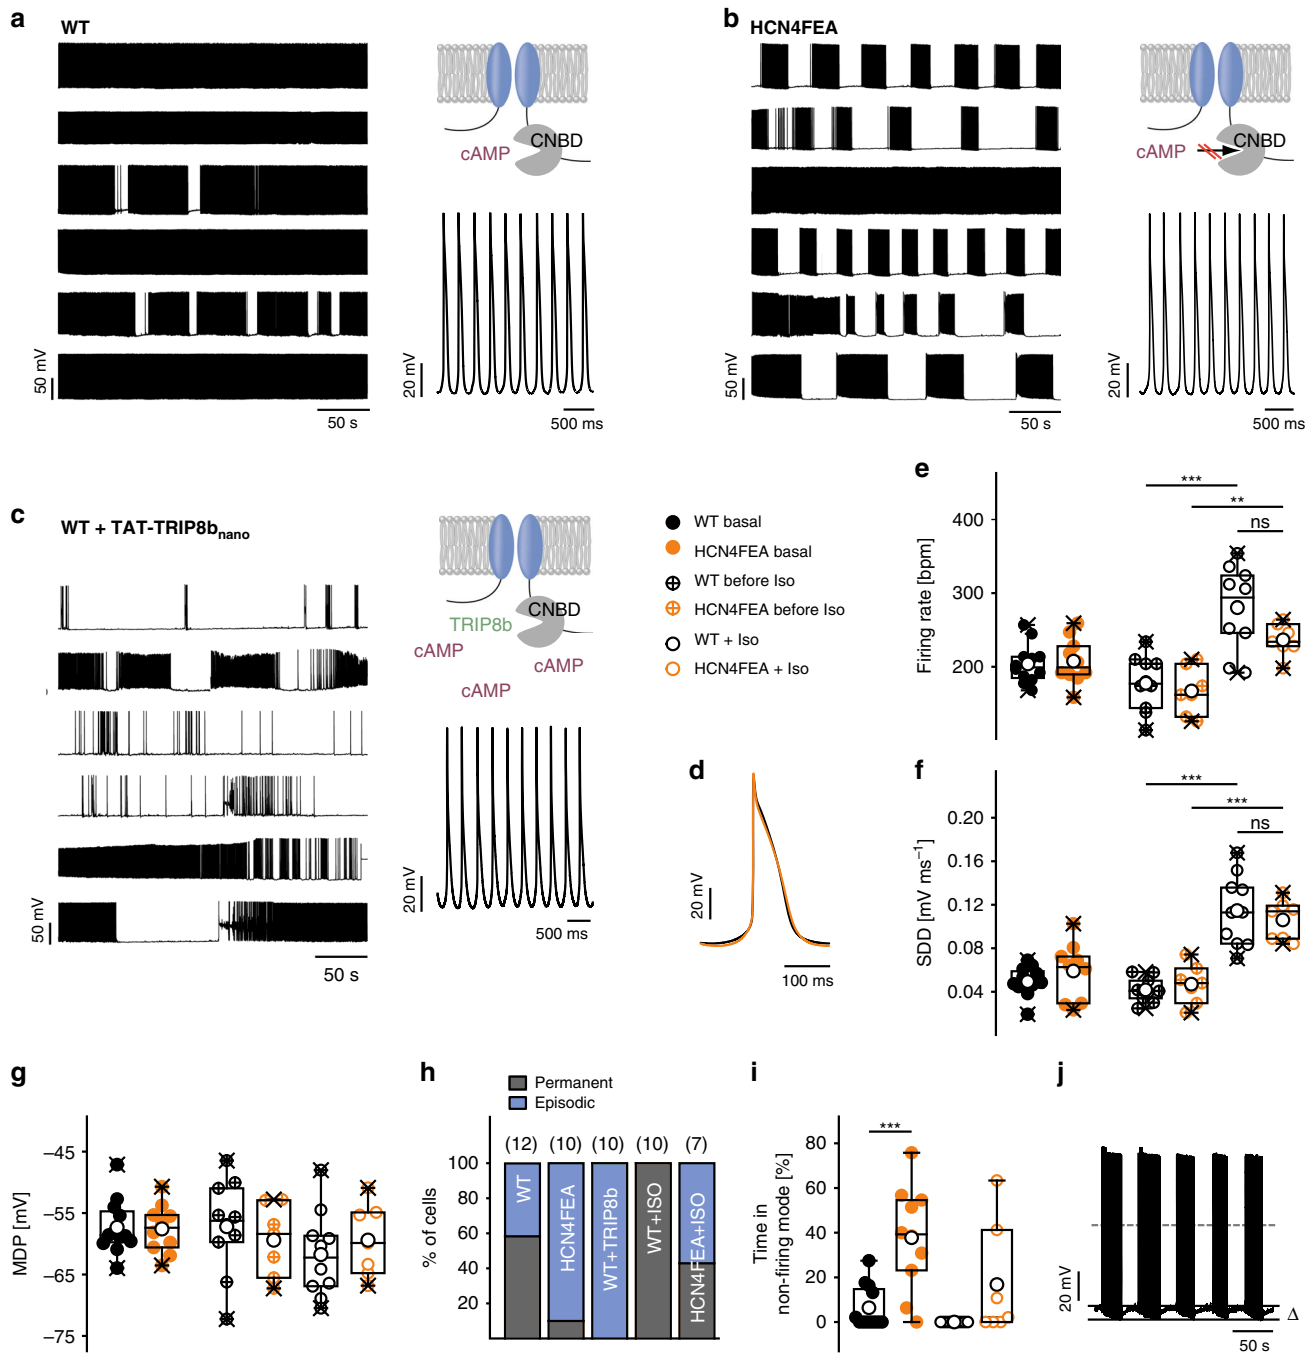 a
WT
cAMP
CNBD
50 mV
50 s
20 mV
500 ms
b
HCN4FEA
cAMP
CNBD
50 mV
50 s
20 mV
500 ms
c
WT + TAT-TRIP8bnano
CNBD
TRIP8b
cAMP
cAMP
cAMP
50 mV
50 s
20 mV
500 ms
WT basal
HCN4FEA basal
WT before Iso
HCN4FEA before Iso
WT + Iso
HCN4FEA + Iso
d
20 mV
100 ms
e
Firing rate [bpm]
400
300
200
***
**
ns
f
SDD [mV ms⁻¹]
0.20
0.16
0.12
0.08
0.04
***
***
ns
g
MDP [mV]
−45
−55
−65
−75
h
Permanent
Episodic
% of cells
100
80
60
40
20
(12) (10) (10) (10) (7)
WT
HCN4FEA
WT+TRIP8b
WT+ISO
HCN4FEA+ISO
i
Time in
non-firing mode [%]
80
60
40
20
0
***
j
20 mV
50 s
Δ